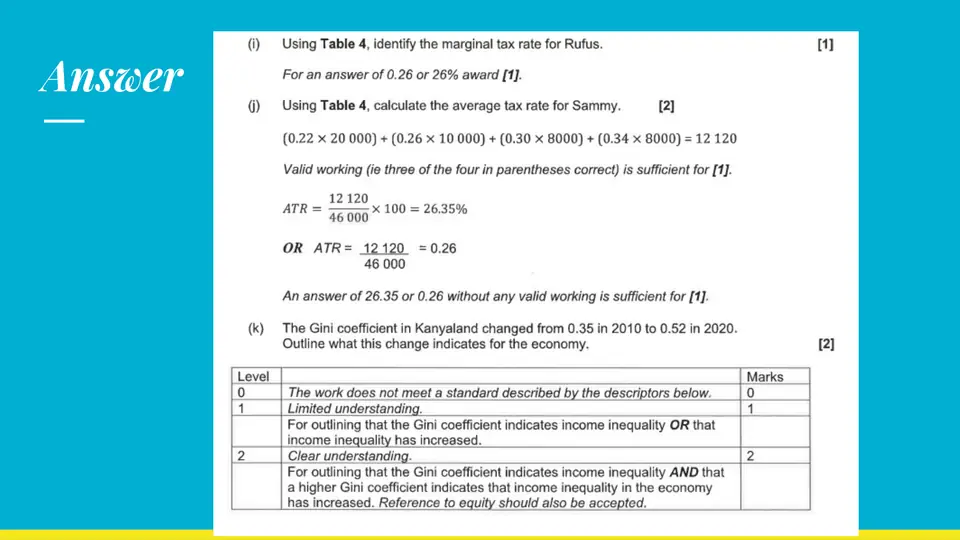 Answer
(i) Using Table 4, identify the marginal tax rate for Rufus. [1]
For an answer of 0.26 or 26% award [1].
(j) Using Table 4, calculate the average tax rate for Sammy. [2]
(0.22 × 20 000) + (0.26 × 10 000) + (0.30 × 8000) + (0.34 × 8000) = 12 120
Valid working (ie three of the four in parentheses correct) is sufficient for [1].
ATR = 12 120 / 46 000 × 100 = 26.35%
OR ATR = 12 120 / 46 000 = 0.26
An answer of 26.35 or 0.26 without any valid working is sufficient for [1].
(k) The Gini coefficient in Kanyaland changed from 0.35 in 2010 to 0.52 in 2020.
Outline what this change indicates for the economy. [2]
Level Marks
0 The work does not meet a standard described by the descriptors below. 0
1 Limited understanding. 1
For outlining that the Gini coefficient indicates income inequality OR that
income inequality has increased.
2 Clear understanding. 2
For outlining that the Gini coefficient indicates income inequality AND that
a higher Gini coefficient indicates that income inequality in the economy
has increased. Reference to equity should also be accepted.